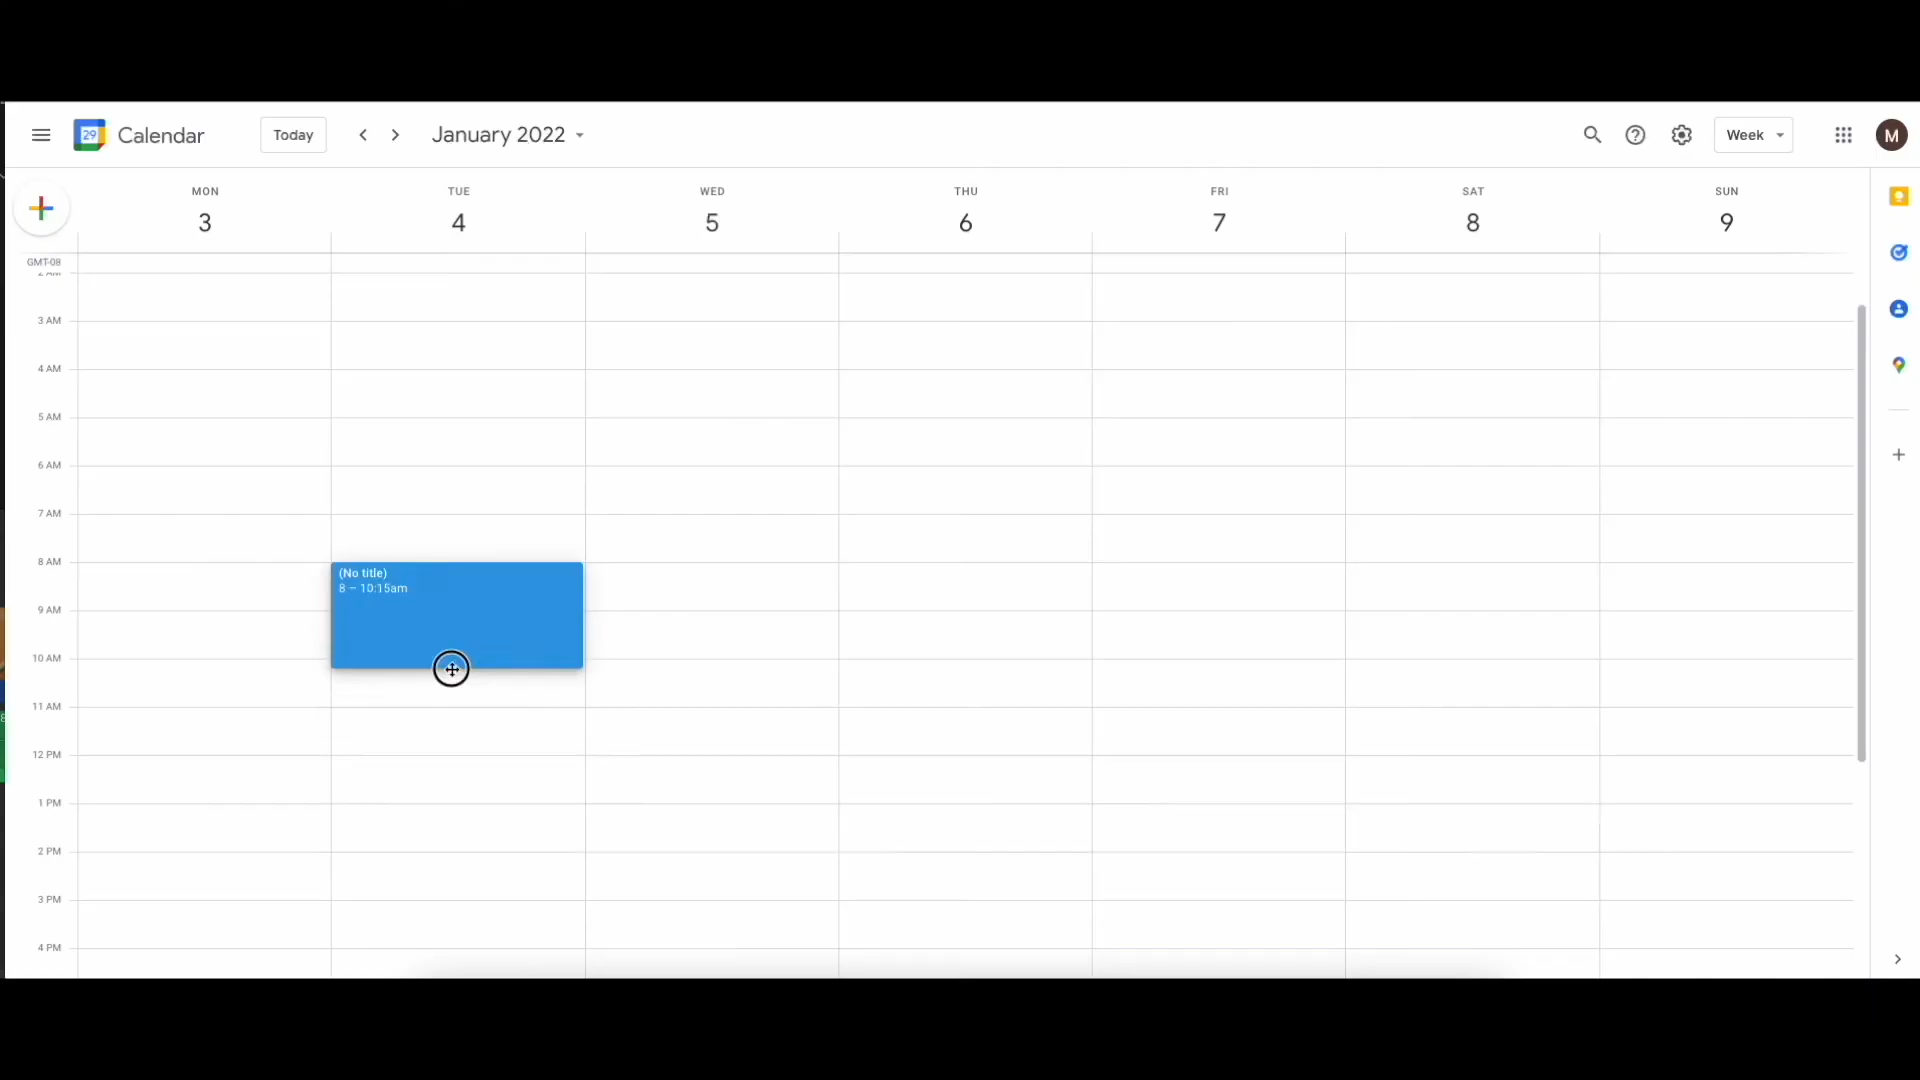 29 Calendar Today January 2022 Week M
MON TUE WED THU FRI SAT SUN
3 4 5 6 7 8 9
GMT-08
3 AM
4 AM
5 AM
6 AM
7 AM
8 AM
(No title)
8 – 10:15am
9 AM
10 AM
11 AM
12 PM
1 PM
2 PM
3 PM
4 PM